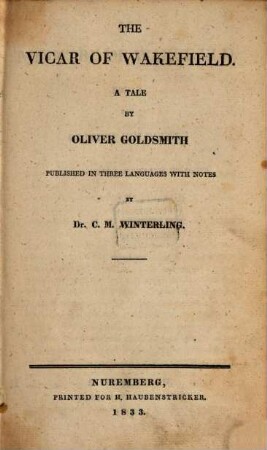 THE
VICAR OF WAKEFIELD.
A TALE
BY
OLIVER GOLDSMITH
PUBLISHED IN THREE LANGUAGES WITH NOTES
BY
Dr. C. M. WINTERLING.
NUREMBERG,
PRINTED FOR H. HAUBENSTRICKER.
1833.